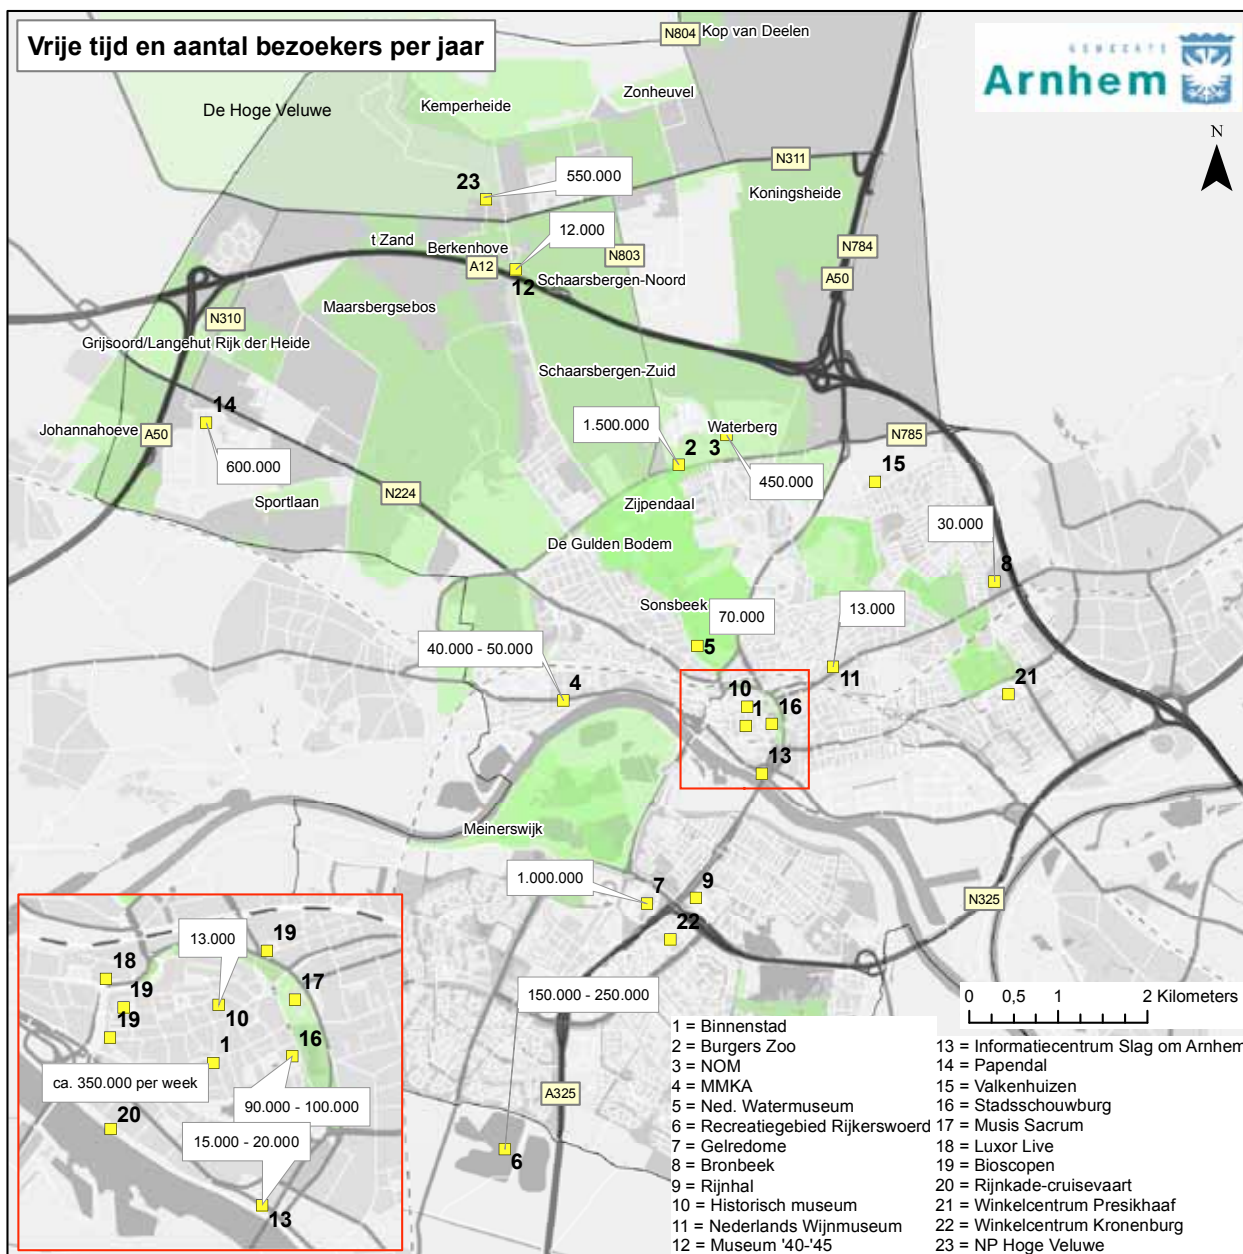 Vrije tijd en aantal bezoekers per jaar
GEMEENTE
Arnhem
N
N804
Kop van Deelen
De Hoge Veluwe
Kemperheide
Zonheuvel
N311
23
550.000
Koningsheide
12.000
t Zand
Berkenhove
N803
N784
A12
Schaarsbergen-Noord
A50
12
Maarsbergsebos
N310
Grijsoord/Langehut Rijk der Heide
Schaarsbergen-Zuid
14
Johannahoeve
A50
1.500.000
Waterberg
2
3
N785
600.000
15
450.000
Sportlaan
N224
Zijpendaal
30.000
De Gulden Bodem
8
Sonsbeek
13.000
70.000
40.000 - 50.000
5
11
4
10
21
1
16
13
Meinerswijk
1.000.000
7
9
N325
22
13.000
19
18
19
17
10
19
16
1
ca. 350.000 per week
90.000 - 100.000
20
15.000 - 20.000
13
150.000 - 250.000
A325
6
0
0,5
1
2 Kilometers
1 = Binnenstad
2 = Burgers Zoo
3 = NOM
4 = MMKA
5 = Ned. Watermuseum
6 = Recreatiegebied Rijkerswoerd
7 = Gelredome
8 = Bronbeek
9 = Rijnhal
10 = Historisch museum
11 = Nederlands Wijnmuseum
12 = Museum '40-'45
13 = Informatiecentrum Slag om Arnhem
14 = Papendal
15 = Valkenhuizen
16 = Stadsschouwburg
17 = Musis Sacrum
18 = Luxor Live
19 = Bioscopen
20 = Rijnkade-cruisevaart
21 = Winkelcentrum Presikhaaf
22 = Winkelcentrum Kronenburg
23 = NP Hoge Veluwe